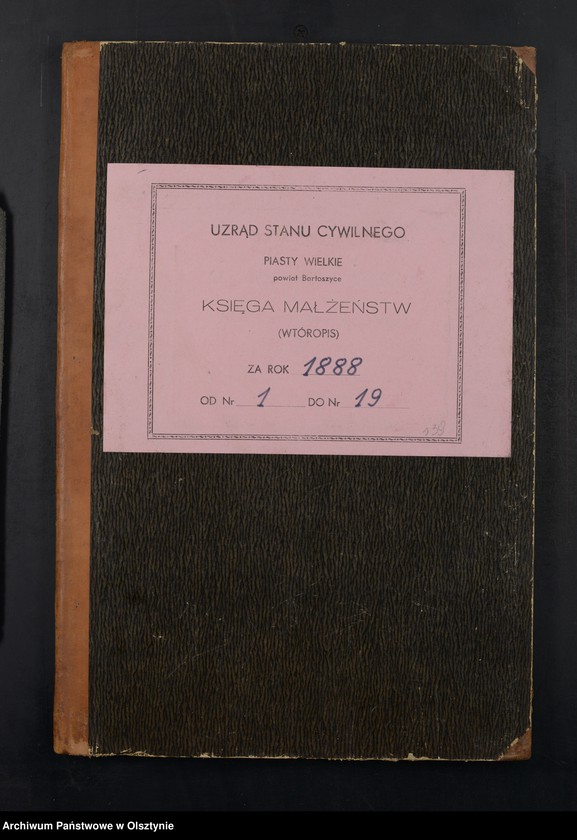 UZRĄD STANU CYWILNEGO
PIASTY WIELKIE
powiat Bartoszyce
KSIĘGA MAŁŻEŃSTW
(WTÓROPIS)
ZA ROK 1888
OD Nr 1 DO Nr 19
Archiwum Państwowe w Olsztynie